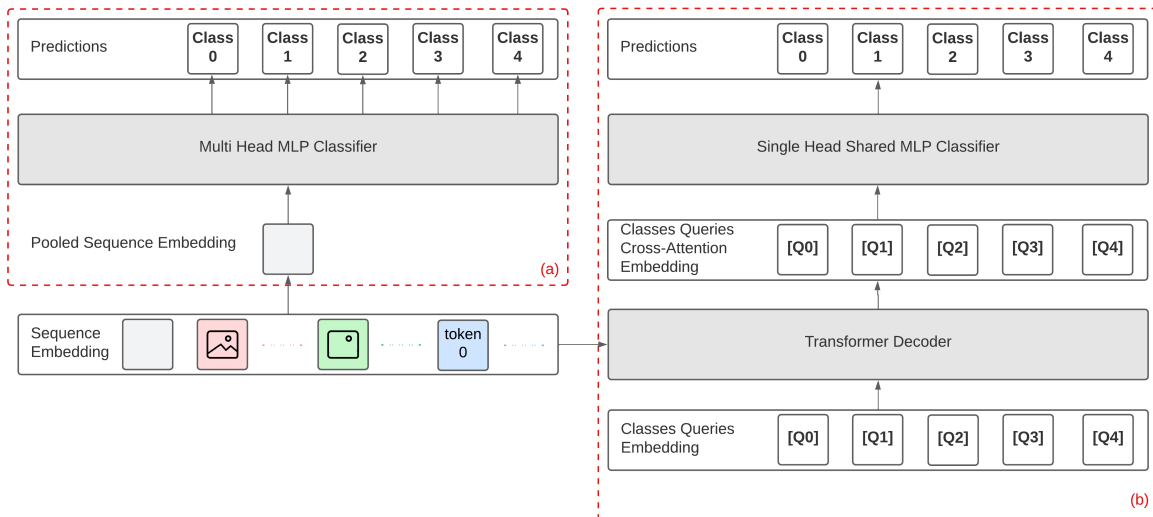 Predictions
Class 0
Class 1
Class 2
Class 3
Class 4
Multi Head MLP Classifier
Pooled Sequence Embedding
(a)
Sequence
Embedding
token
0
Predictions
Class 0
Class 1
Class 2
Class 3
Class 4
Single Head Shared MLP Classifier
Classes Queries
Cross-Attention
Embedding
[Q0] [Q1] [Q2] [Q3] [Q4]
Transformer Decoder
Classes Queries
Embedding
[Q0] [Q1] [Q2] [Q3] [Q4]
(b)